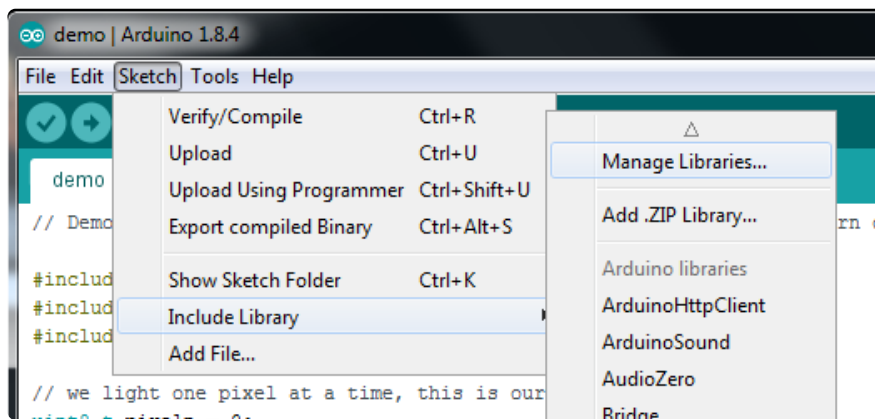 demo | Arduino 1.8.4
File Edit Sketch Tools Help
Verify/Compile Ctrl+R
Upload Ctrl+U
Upload Using Programmer Ctrl+Shift+U
Export compiled Binary Ctrl+Alt+S
Show Sketch Folder Ctrl+K
Include Library
Add File...
Manage Libraries...
Add .ZIP Library...
Arduino libraries
ArduinoHttpClient
ArduinoSound
AudioZero
Bridge
demo
// Demo
#includ
#includ
#includ
// we light one pixel at a time, this is our